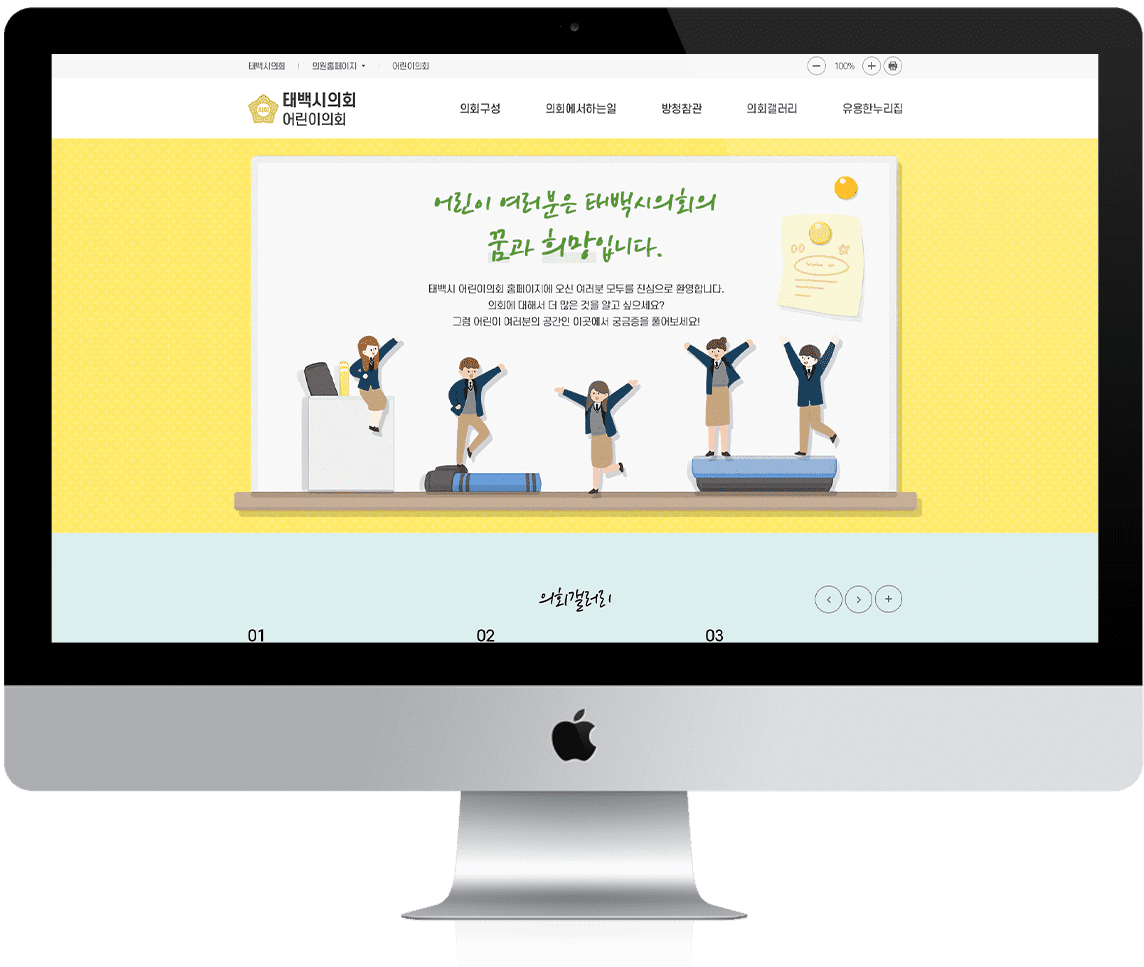 태백시의회 의원홈페이지 어린이의회 100%
태백시의회
어린이의회
의회구성 의회에서하는일 방청참관 의회갤러리 유용한누리집
어린이 여러분은 태백시의회의
꿈과 희망입니다.
태백시 어린이의회 홈페이지에 오신 여러분 모두를 진심으로 환영합니다.
의회에 대해서 더 많은 것을 알고 싶으세요?
그럼 어린이 여러분의 공간인 이곳에서 궁금증을 풀어보세요!
의회갤러리
01 02 03